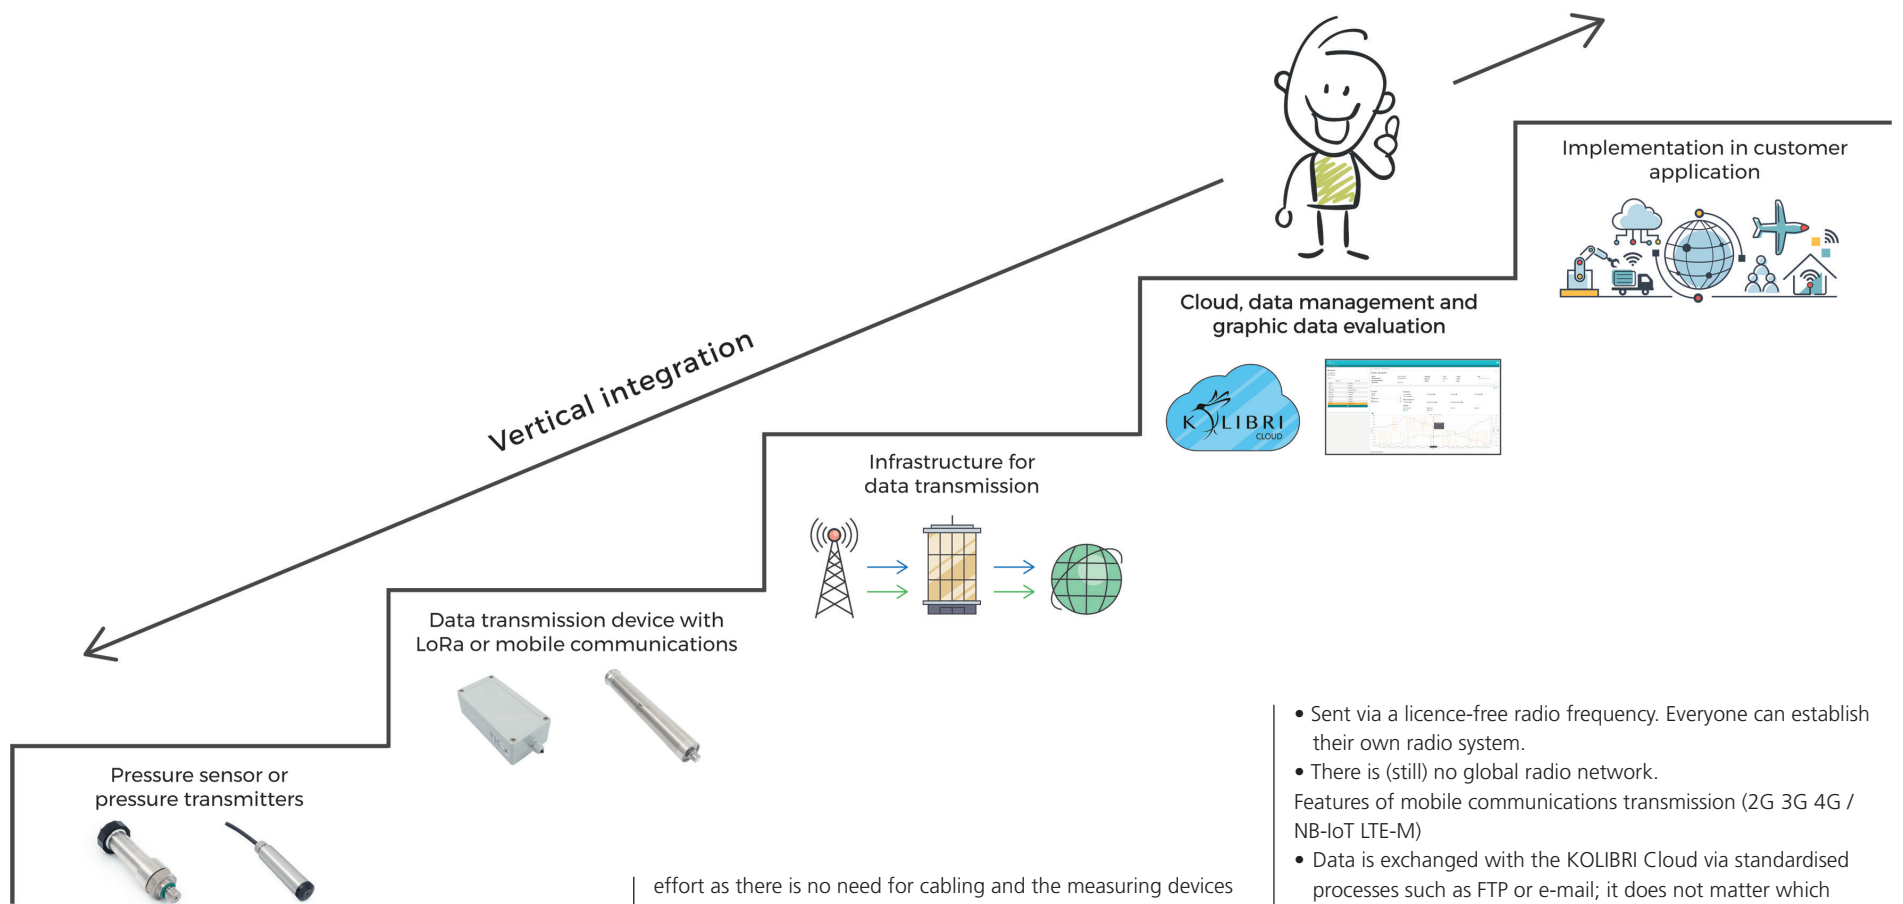 Implementation in customer
application
Vertical integration
Cloud, data management and
graphic data evaluation
KOLIBRI
CLOUD
Infrastructure for
data transmission
Data transmission device with
LoRa or mobile communications
Pressure sensor or
pressure transmitters
effort as there is no need for cabling and the measuring devices
• Sent via a licence-free radio frequency. Everyone can establish
their own radio system.
• There is (still) no global radio network.
Features of mobile communications transmission (2G 3G 4G /
NB-IoT LTE-M)
• Data is exchanged with the KOLIBRI Cloud via standardised
processes such as FTP or e-mail; it does not matter which